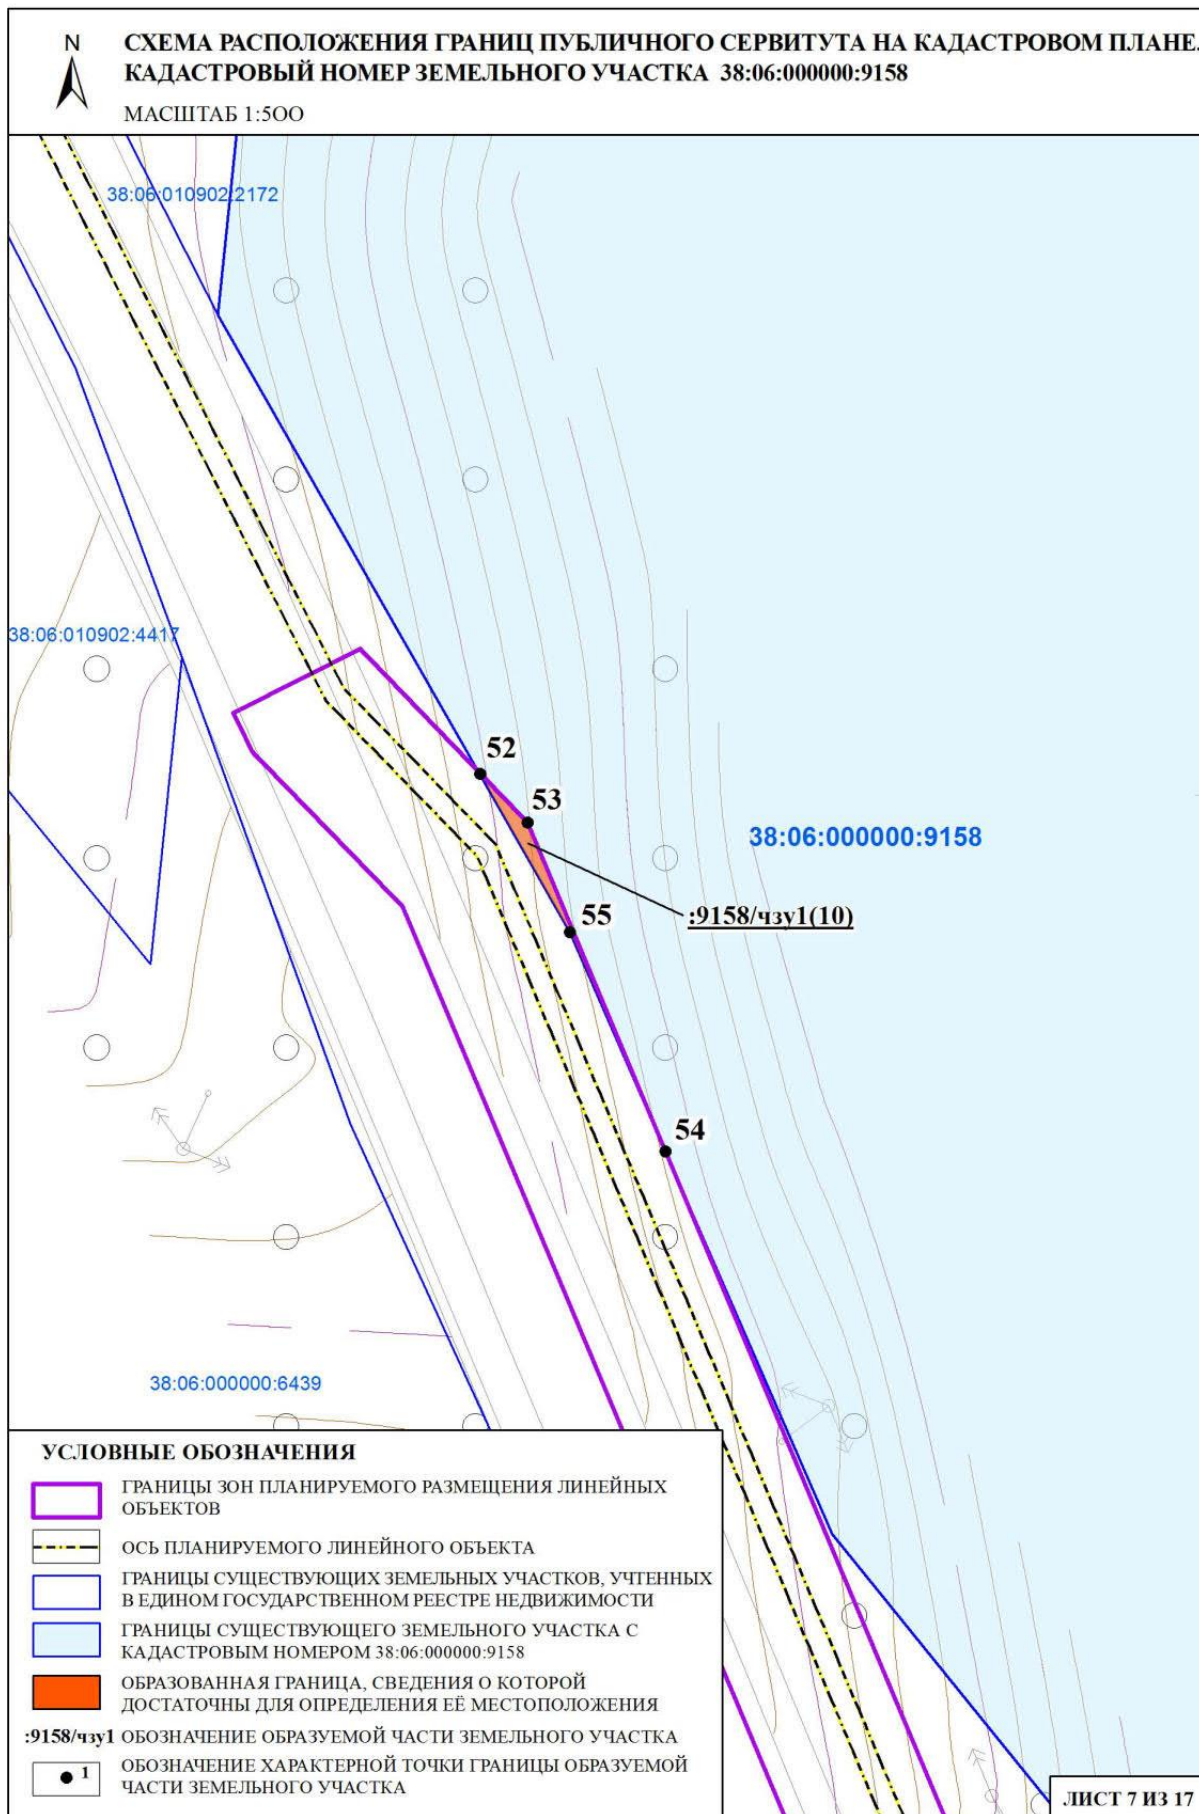 N
СХЕМА РАСПОЛОЖЕНИЯ ГРАНИЦ ПУБЛИЧНОГО СЕРВИТУТА НА КАДАСТРОВОМ ПЛАНЕ.
КАДАСТРОВЫЙ НОМЕР ЗЕМЕЛЬНОГО УЧАСТКА 38:06:000000:9158
МАСШТАБ 1:5ОО
38:06:010902:2172
38:06:010902:4417
52
53
38:06:000000:9158
:9158/чзу1(10)
55
54
38:06:000000:6439
УСЛОВНЫЕ ОБОЗНАЧЕНИЯ
ГРАНИЦЫ ЗОН ПЛАНИРУЕМОГО РАЗМЕЩЕНИЯ ЛИНЕЙНЫХ
ОБЪЕКТОВ
ОСЬ ПЛАНИРУЕМОГО ЛИНЕЙНОГО ОБЪЕКТА
ГРАНИЦЫ СУЩЕСТВУЮЩИХ ЗЕМЕЛЬНЫХ УЧАСТКОВ, УЧТЕННЫХ
В ЕДИНОМ ГОСУДАРСТВЕННОМ РЕЕСТРЕ НЕДВИЖИМОСТИ
ГРАНИЦЫ СУЩЕСТВУЮЩЕГО ЗЕМЕЛЬНОГО УЧАСТКА С
КАДАСТРОВЫМ НОМЕРОМ 38:06:000000:9158
ОБРАЗОВАННАЯ ГРАНИЦА, СВЕДЕНИЯ О КОТОРОЙ
ДОСТАТОЧНЫ ДЛЯ ОПРЕДЕЛЕНИЯ ЕЁ МЕСТОПОЛОЖЕНИЯ
:9158/чзу1 ОБОЗНАЧЕНИЕ ОБРАЗУЕМОЙ ЧАСТИ ЗЕМЕЛЬНОГО УЧАСТКА
1 ОБОЗНАЧЕНИЕ ХАРАКТЕРНОЙ ТОЧКИ ГРАНИЦЫ ОБРАЗУЕМОЙ
ЧАСТИ ЗЕМЕЛЬНОГО УЧАСТКА
ЛИСТ 7 ИЗ 17